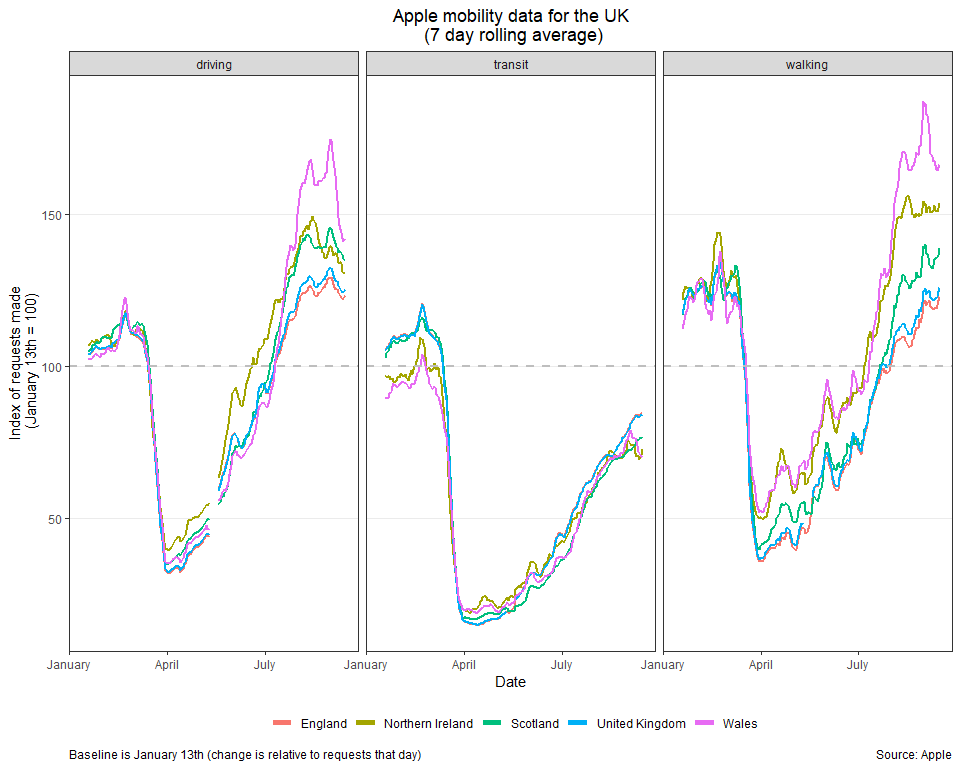 Apple mobility data for the UK
(7 day rolling average)
driving
transit
walking
Index of requests made
(January 13th = 100)
150
100
50
January
April
July
January
April
July
January
April
July
Date
England
Northern Ireland
Scotland
United Kingdom
Wales
Baseline is January 13th (change is relative to requests that day)
Source: Apple